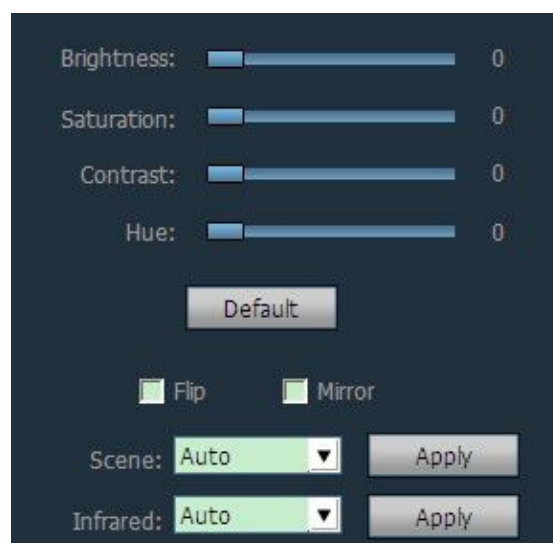 Brightness: 0
Saturation: 0
Contrast: 0
Hue: 0
Default
Flip Mirror
Scene: Auto Apply
Infrared: Auto Apply